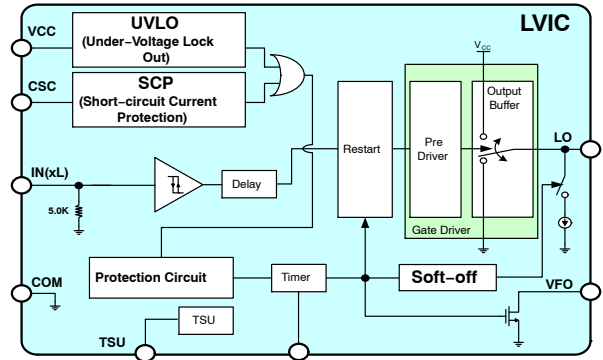 LVIC
VCC
UVLO
(Under−Voltage Lock
Out)
CSC
SCP
(Short−circuit Current
Protection)
VCC
Output
Buffer
LO
Restart
Pre
Driver
Gate Driver
IN(xL)
Delay
5.0K
COM
Protection Circuit
Timer
Soft−off
VFO
TSU
TSU